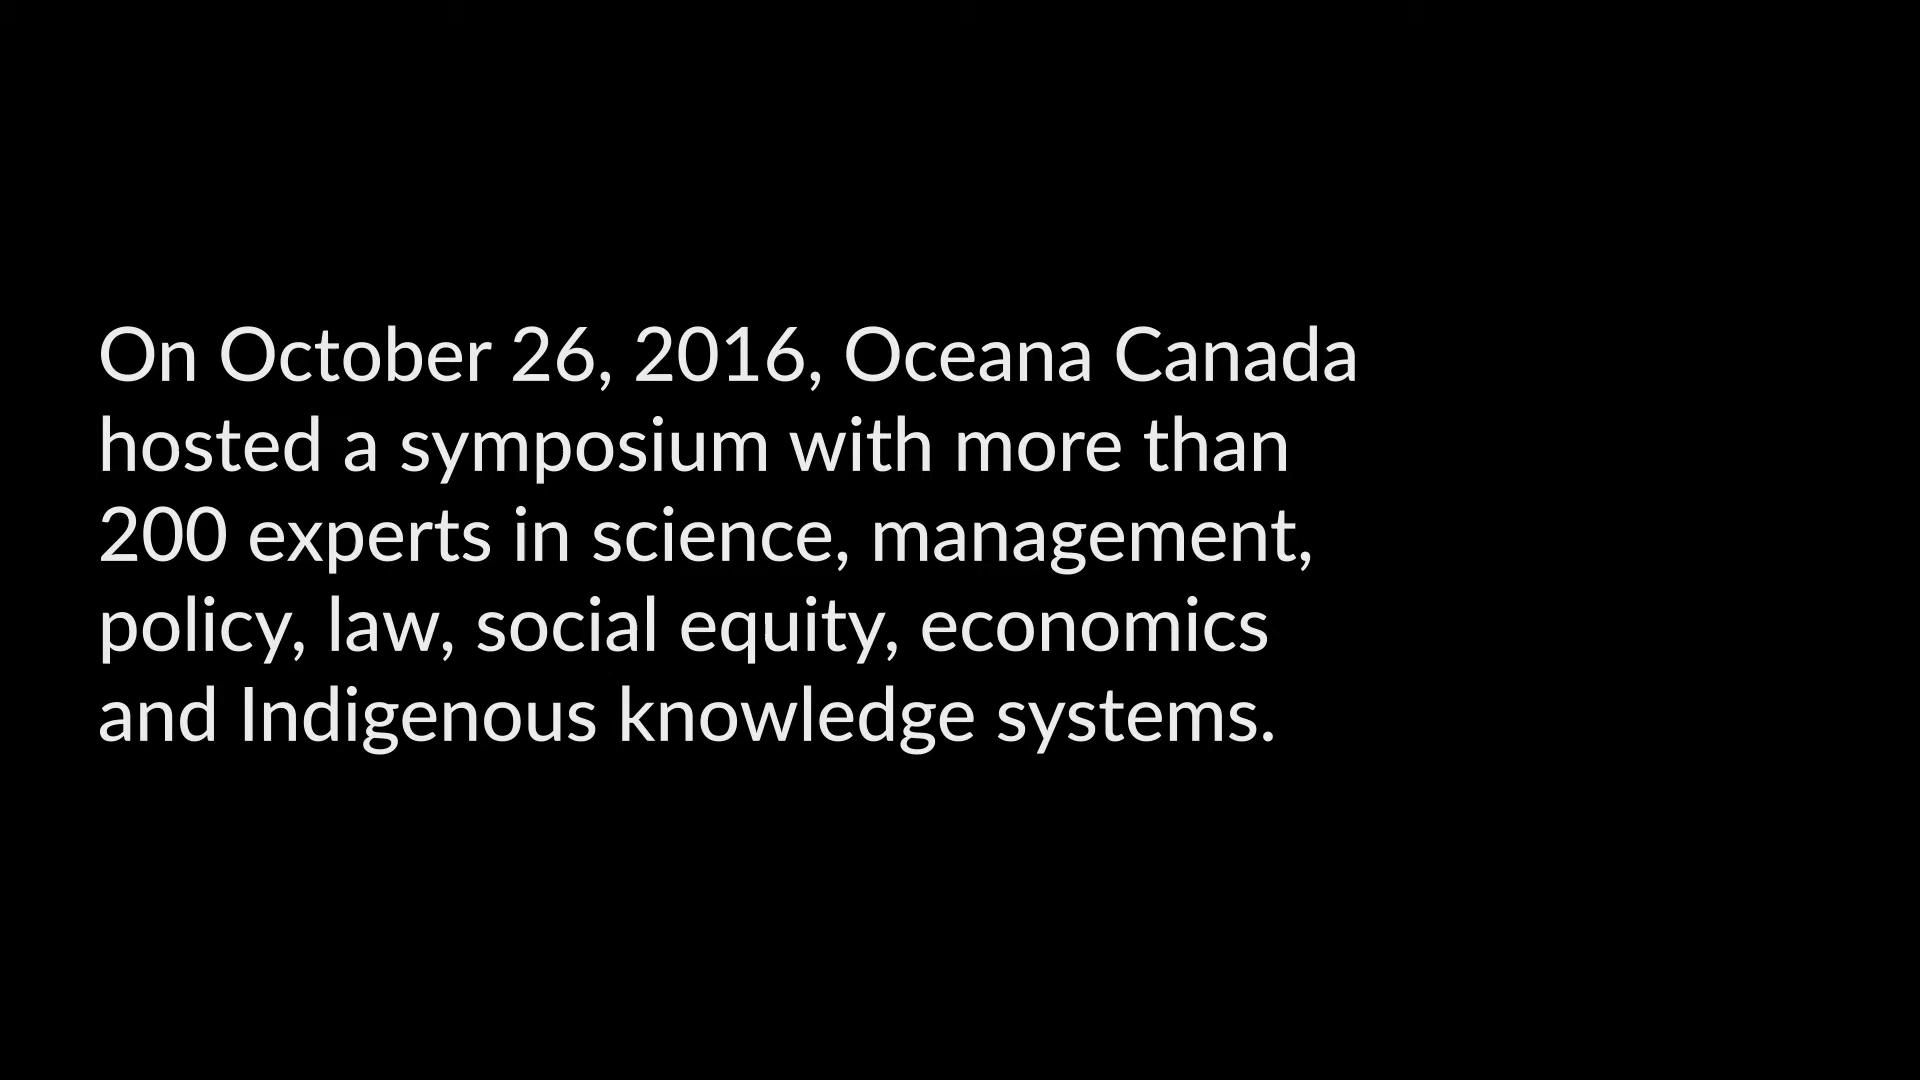 On October 26, 2016, Oceana Canada
hosted a symposium with more than
200 experts in science, management,
policy, law, social equity, economics
and Indigenous knowledge systems.